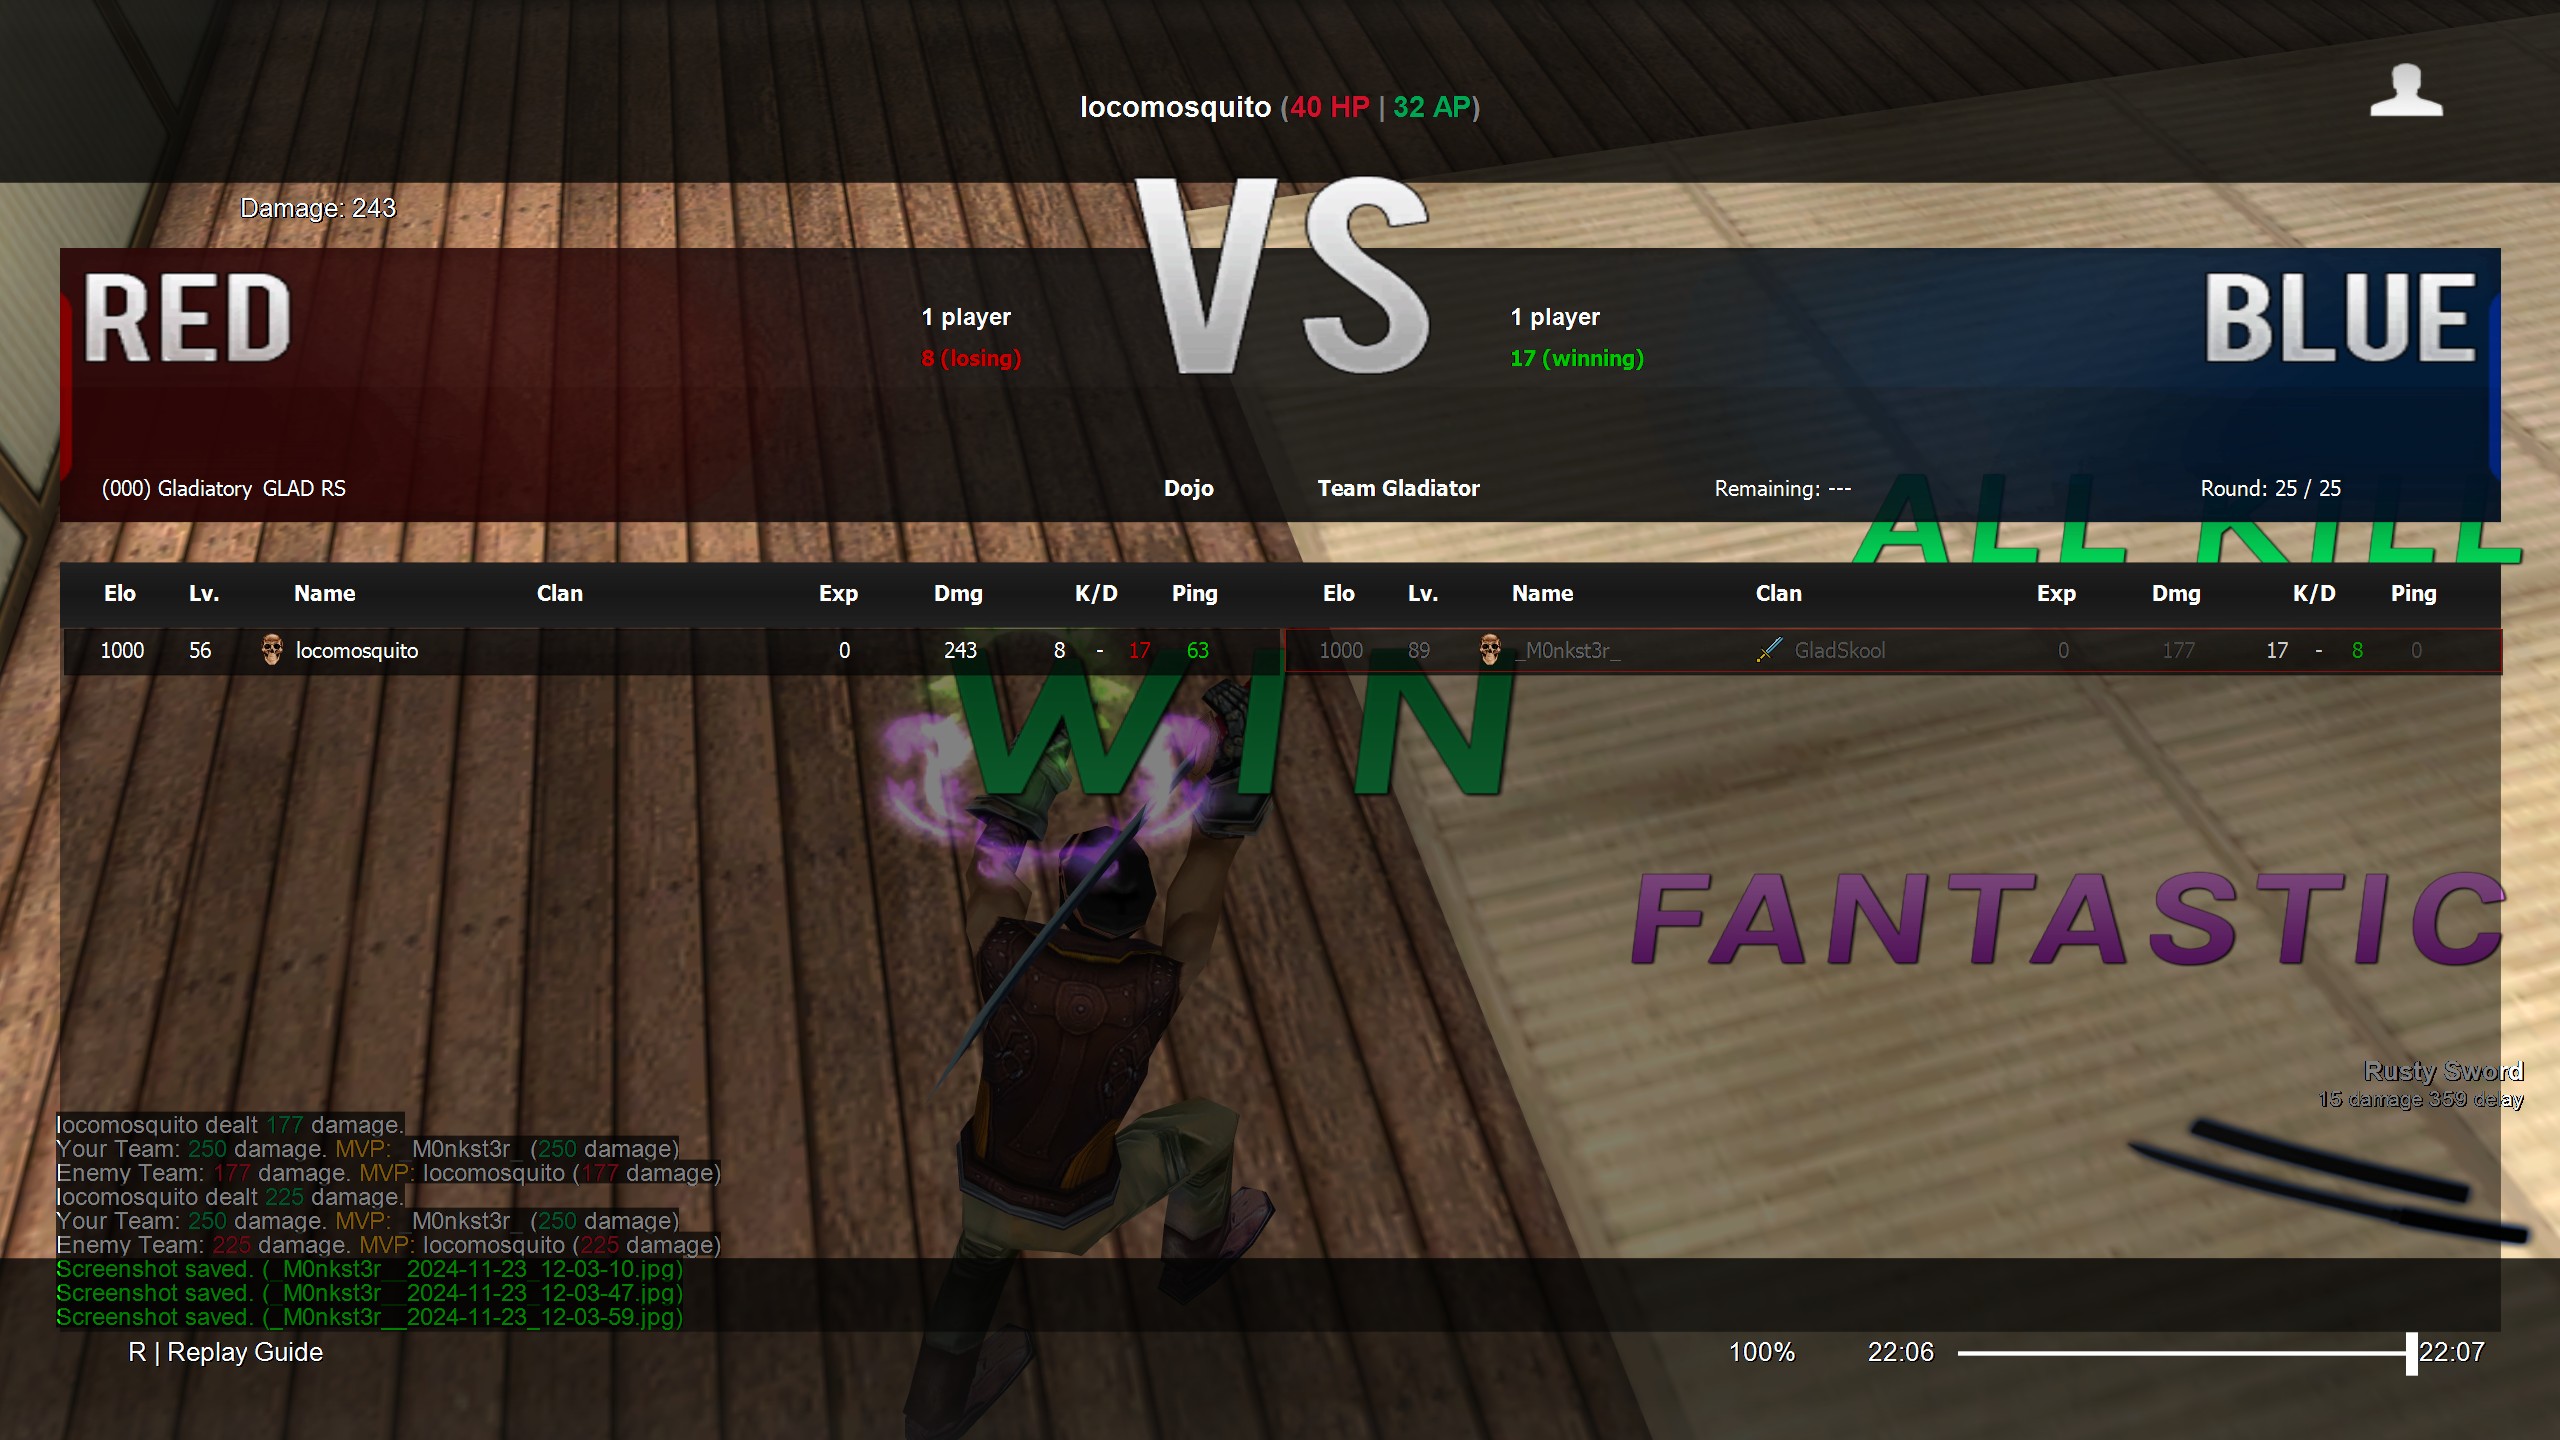 locomosquito (40 HP | 32 AP)
Damage: 243
VS
RED
1 player
8 (losing)
1 player
17 (winning)
BLUE
(000) Gladiatory GLAD RS
Dojo
Team Gladiator
Remaining: ---
Round: 25 / 25
ALL KILL
Elo Lv. Name Clan Exp Dmg K/D Ping Elo Lv. Name Clan Exp Dmg K/D Ping
1000 56 locomosquito 0 243 8 - 17 63 1000 89 _M0nkst3r_ GladSkool 0 177 17 - 8 0
WIN
FANTASTIC
Rusty Sword
15 damage 359 delay
locomosquito dealt 177 damage.
Your Team: 250 damage. MVP: _M0nkst3r_ (250 damage)
Enemy Team: 177 damage. MVP: locomosquito (177 damage)
locomosquito dealt 225 damage.
Your Team: 250 damage. MVP: _M0nkst3r_ (250 damage)
Enemy Team: 225 damage. MVP: locomosquito (225 damage)
Screenshot saved. (_M0nkst3r__2024-11-23_12-03-10.jpg)
Screenshot saved. (_M0nkst3r__2024-11-23_12-03-47.jpg)
Screenshot saved. (_M0nkst3r__2024-11-23_12-03-59.jpg)
R | Replay Guide
100% 22:06 22:07